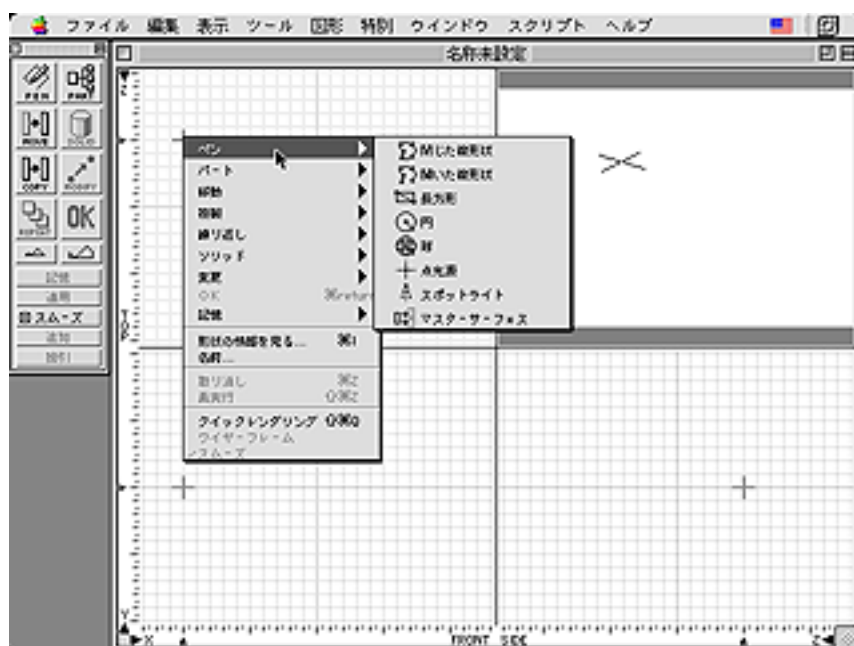 ファイル 編集 表示 ツール 図形 特別 ウインドウ スクリプト ヘルプ
名称未設定
PEN PART
MOVE SOLID
COPY MODIFY
REPEAT OK
記憶
適用
スムーズ
追加
Z
TOP
Y
X FRONT SIDE Z
ペン
パート
移動
複製
繰り返し
ソリッド
変更
OK ⌘return
記憶
形状の情報を見る... ⌘I
名前...
取り消し ⌘Z
再実行 ⇧⌘Z
クイックレンダリング ⇧⌘Q
ワイヤーフレーム
✓スムーズ
閉じた線形状
開いた線形状
長方形
円
球
点光源
スポットライト
マスターサーフェス